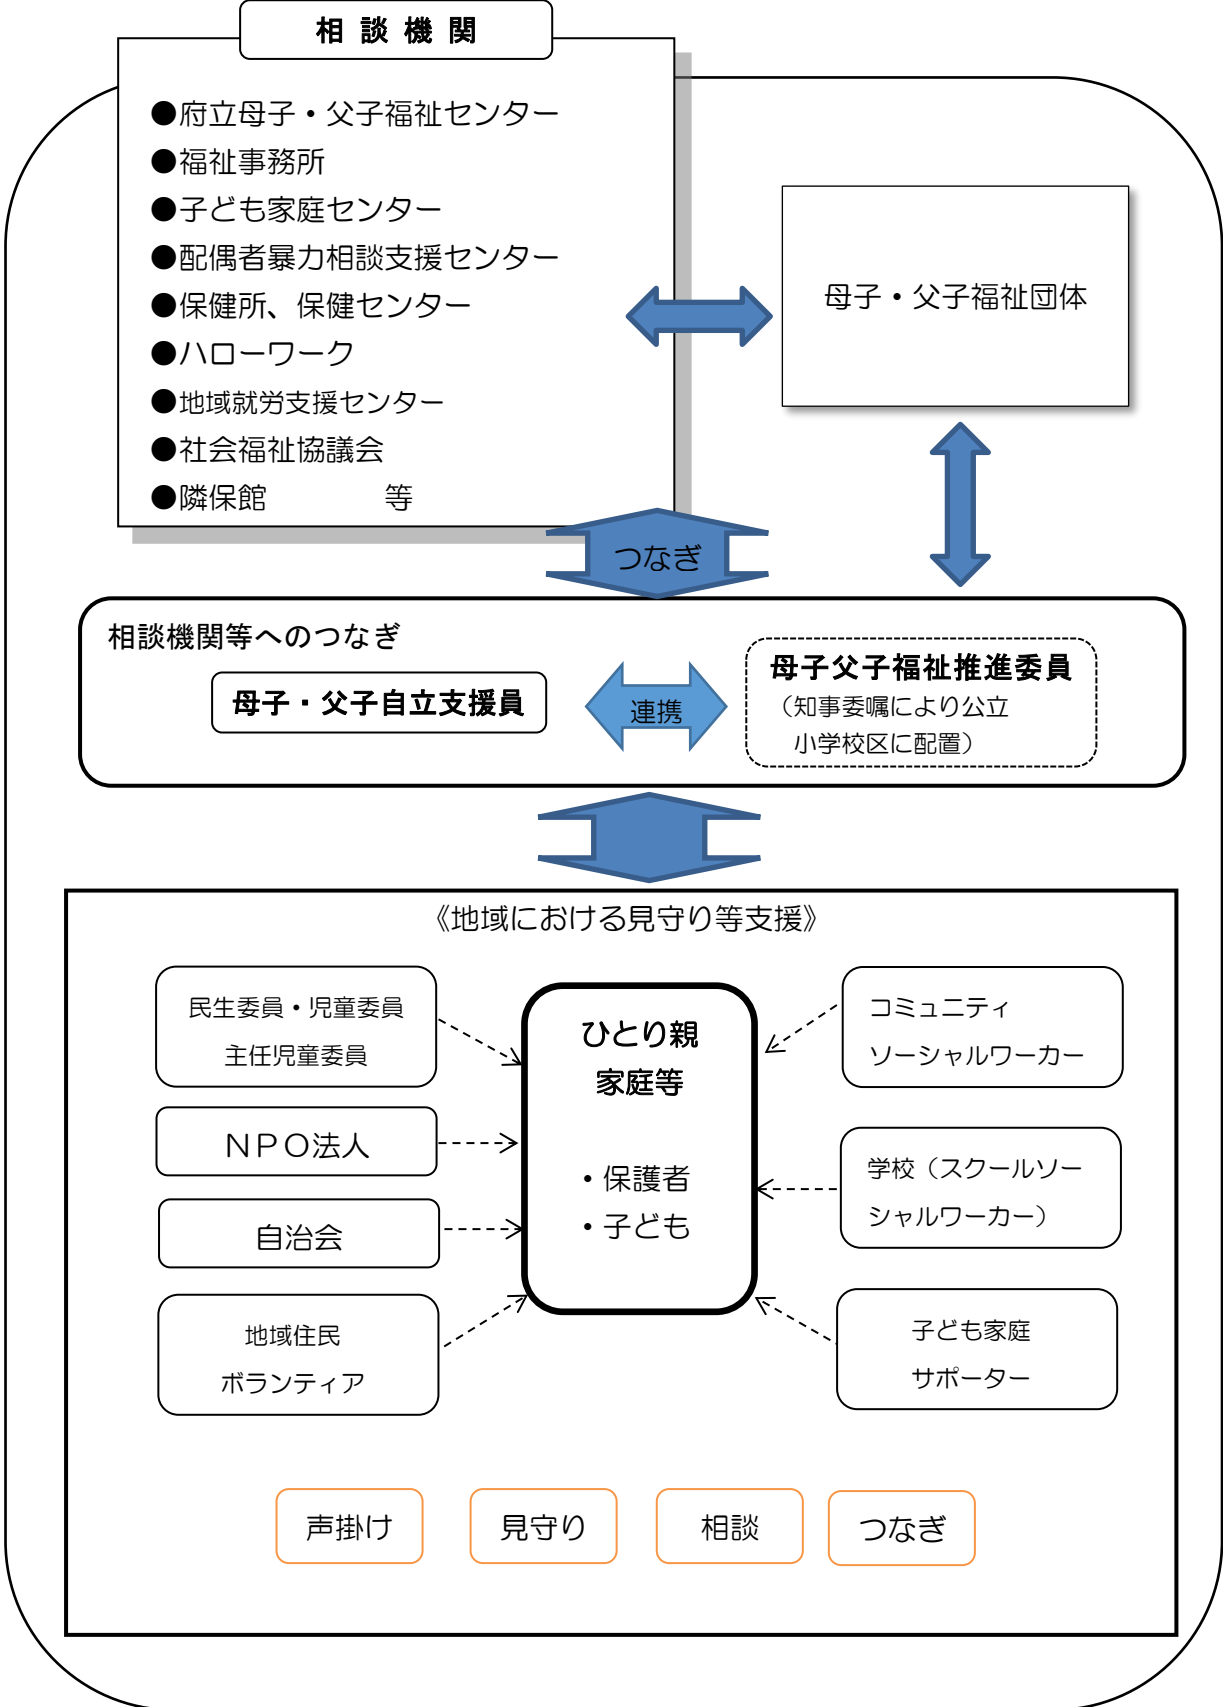 相 談 機 関
●府立母子・父子福祉センター
●福祉事務所
●子ども家庭センター
●配偶者暴力相談支援センター
●保健所、保健センター
●ハローワーク
●地域就労支援センター
●社会福祉協議会
●隣保館　　　　等
母子・父子福祉団体
つなぎ
相談機関等へのつなぎ
母子・父子自立支援員
連携
母子父子福祉推進委員
（知事委嘱により公立
小学校区に配置）
《地域における見守り等支援》
民生委員・児童委員
主任児童委員
ＮＰＯ法人
自治会
地域住民
ボランティア
ひとり親
家庭等
・保護者
・子ども
コミュニティ
ソーシャルワーカー
学校（スクールソー
シャルワーカー）
子ども家庭
サポーター
声掛け
見守り
相談
つなぎ